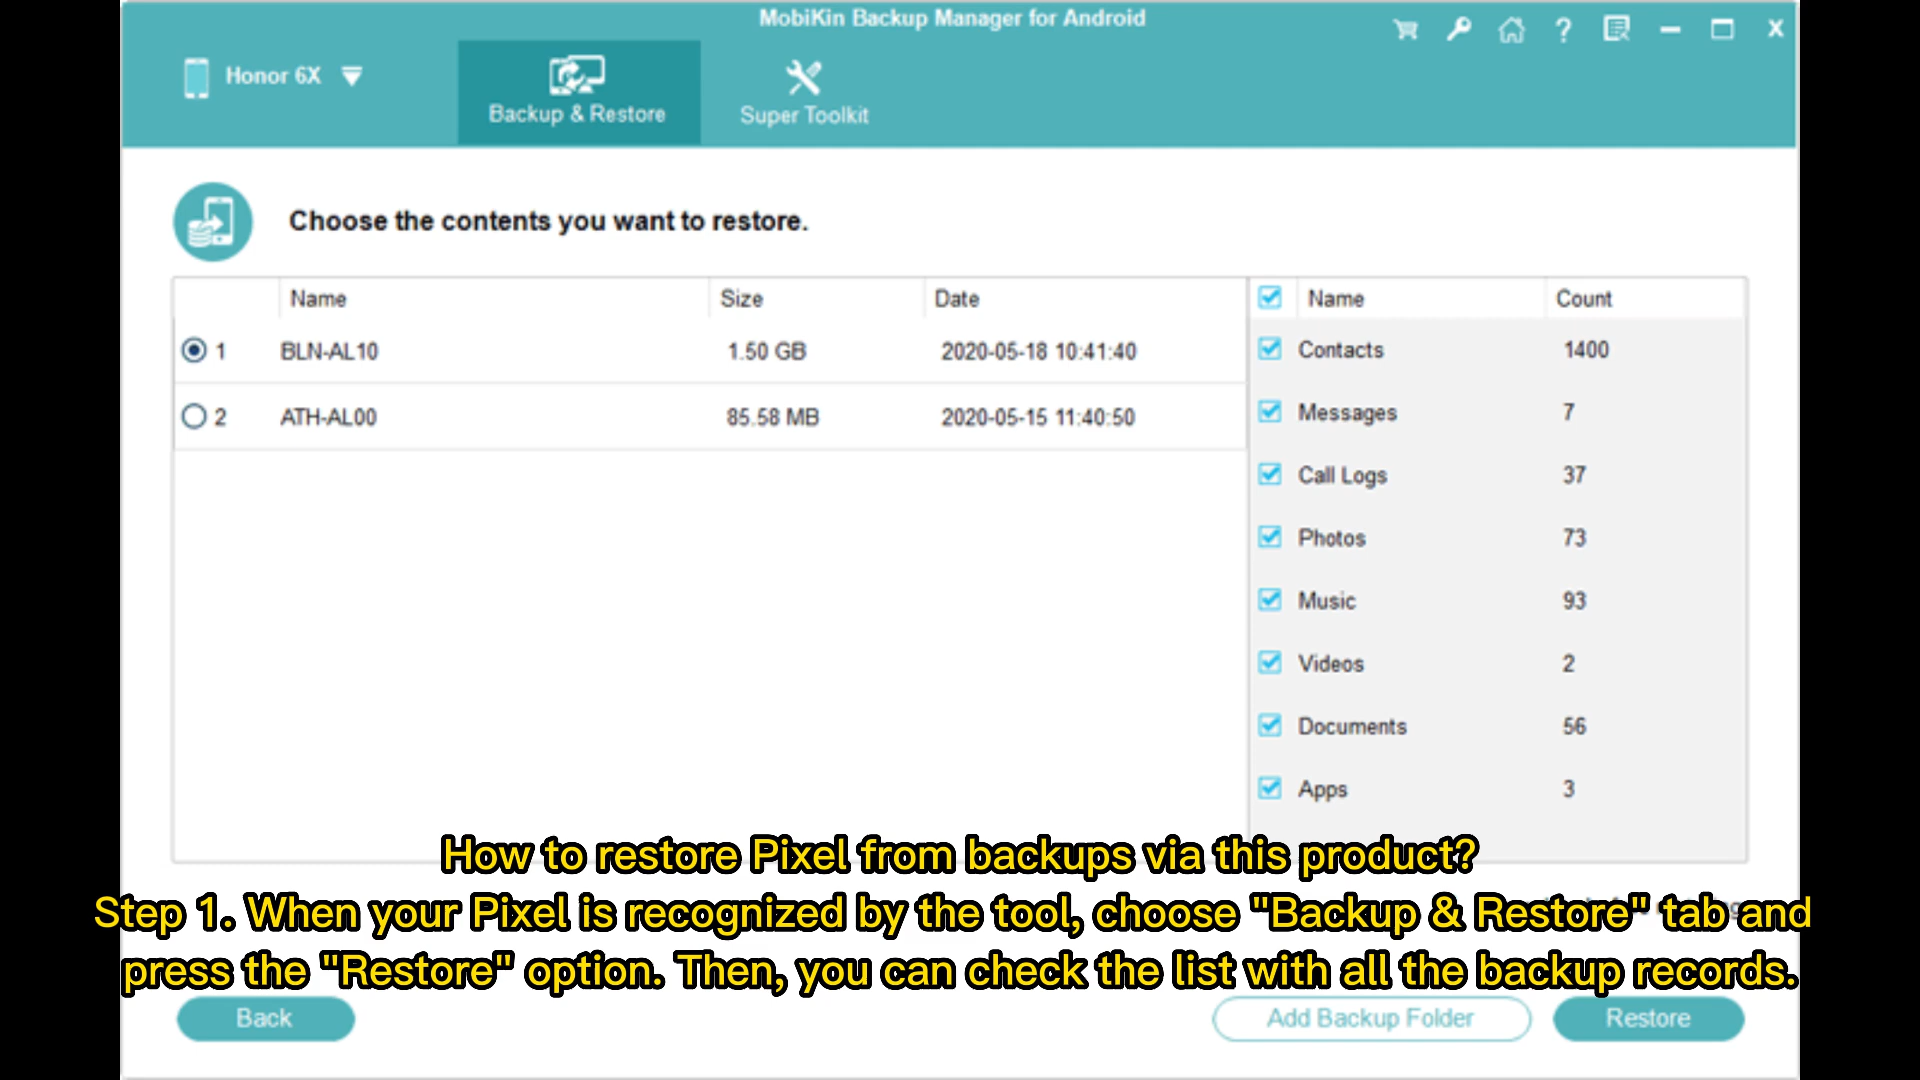 MobiKin Backup Manager for Android
Honor 6X
Backup & Restore
Super Toolkit
Choose the contents you want to restore.
Name Size Date
1 BLN-AL10 1.50 GB 2020-05-18 10:41:40
2 ATH-AL00 85.58 MB 2020-05-15 11:40:50
Name Count
Contacts 1400
Messages 7
Call Logs 37
Photos 73
Music 93
Videos 2
Documents 56
Apps 3
How to restore Pixel from backups via this product?
Step 1. When your Pixel is recognized by the tool, choose "Backup & Restore" tab and
press the "Restore" option. Then, you can check the list with all the backup records.
Back
Add Backup Folder
Restore